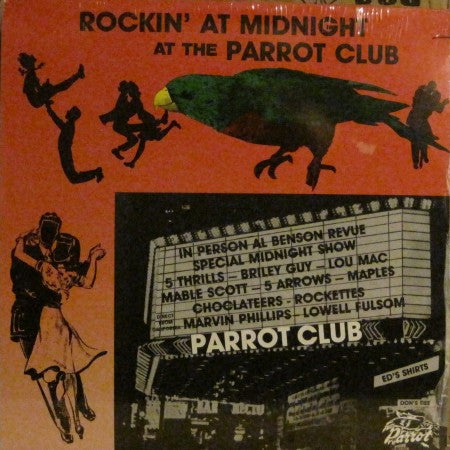 ROCKIN' AT MIDNIGHT
AT THE PARROT CLUB
IN PERSON AL BENSON REVUE
SPECIAL MIDNIGHT SHOW
5 THRILLS – BRILEY GUY – LOU MAC
MABLE SCOTT – 5 ARROWS – MAPLES
CHOCLATEERS - ROCKETTES
MARVIN PHILLIPS - LOWELL FULSOM
PARROT CLUB
ED'S SHIRTS
Parrot